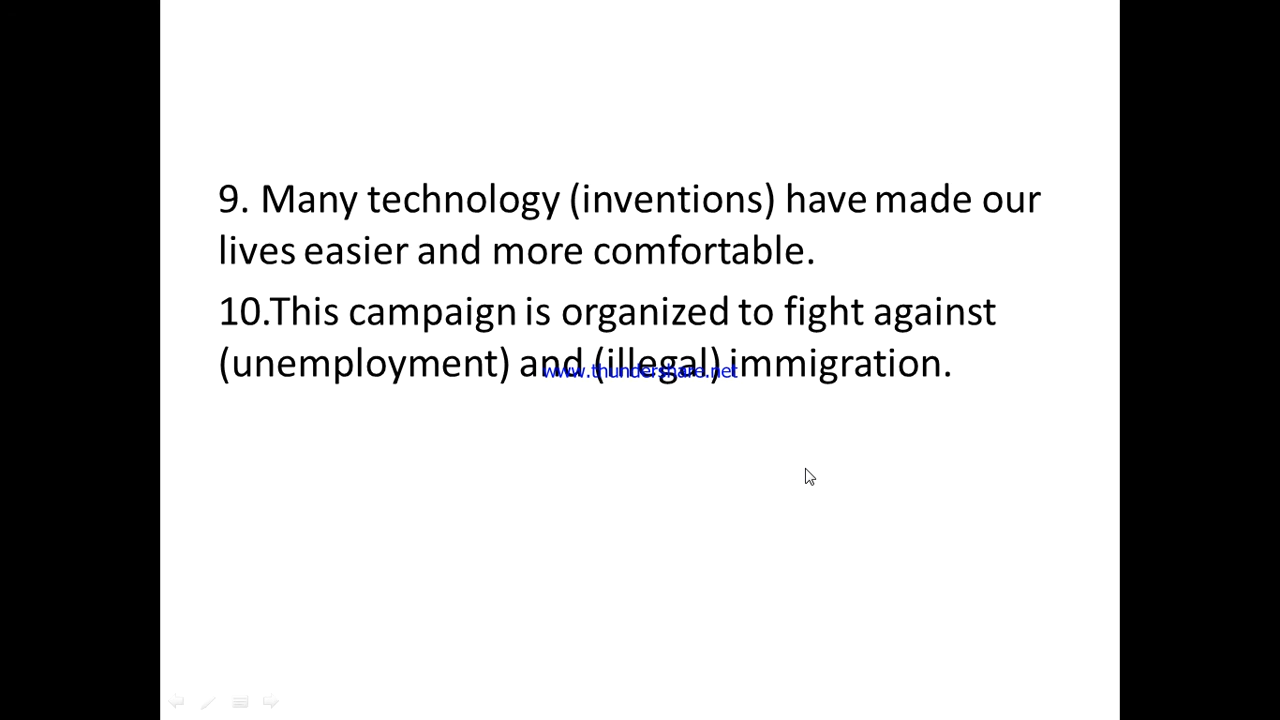 9. Many technology (inventions) have made our
lives easier and more comfortable.
10.This campaign is organized to fight against
(unemployment) and (illegal) immigration.
www.thundershare.net